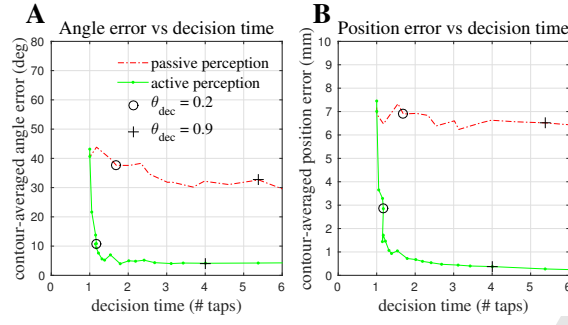 A Angle error vs decision time
contour-averaged angle error (deg)
80
70
60
50
40
30
20
10
0
passive perception
active perception
θdec = 0.2
θdec = 0.9
0 1 2 3 4 5 6
decision time (# taps)
B Position error vs decision time
contour-averaged position error (mm)
10
9
8
7
6
5
4
3
2
1
0
0 1 2 3 4 5 6
decision time (# taps)